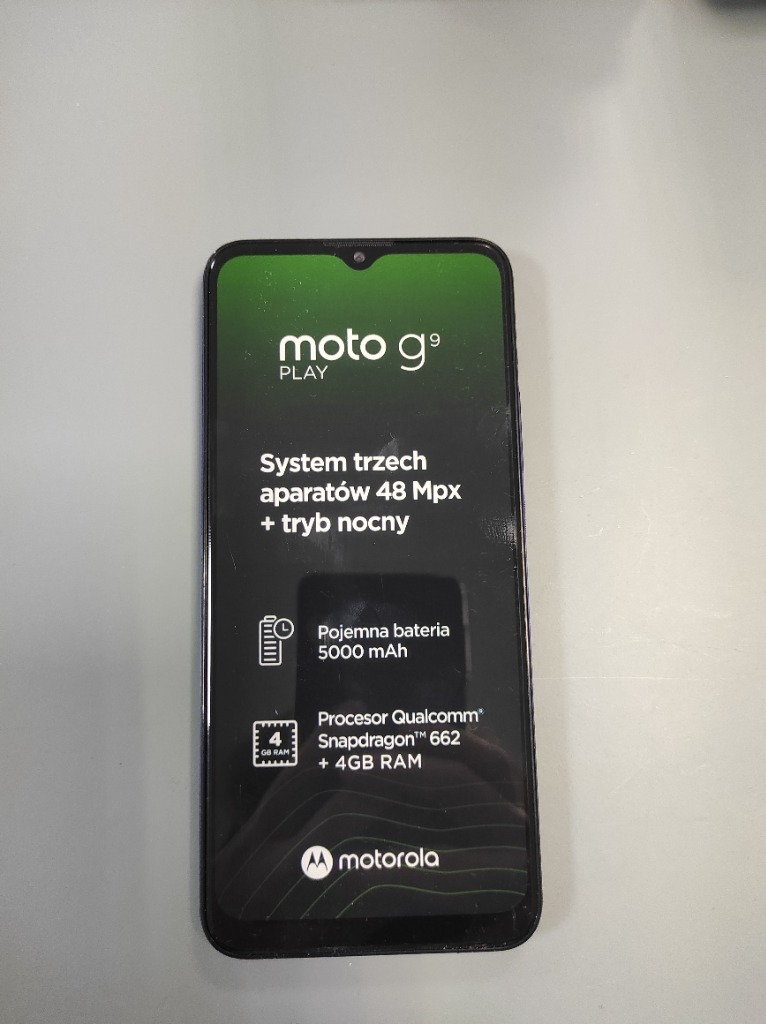 moto g⁹
PLAY
System trzech
aparatów 48 Mpx
+ tryb nocny
Pojemna bateria
5000 mAh
4
GB RAM
Procesor Qualcomm®
Snapdragon™ 662
+ 4GB RAM
motorola